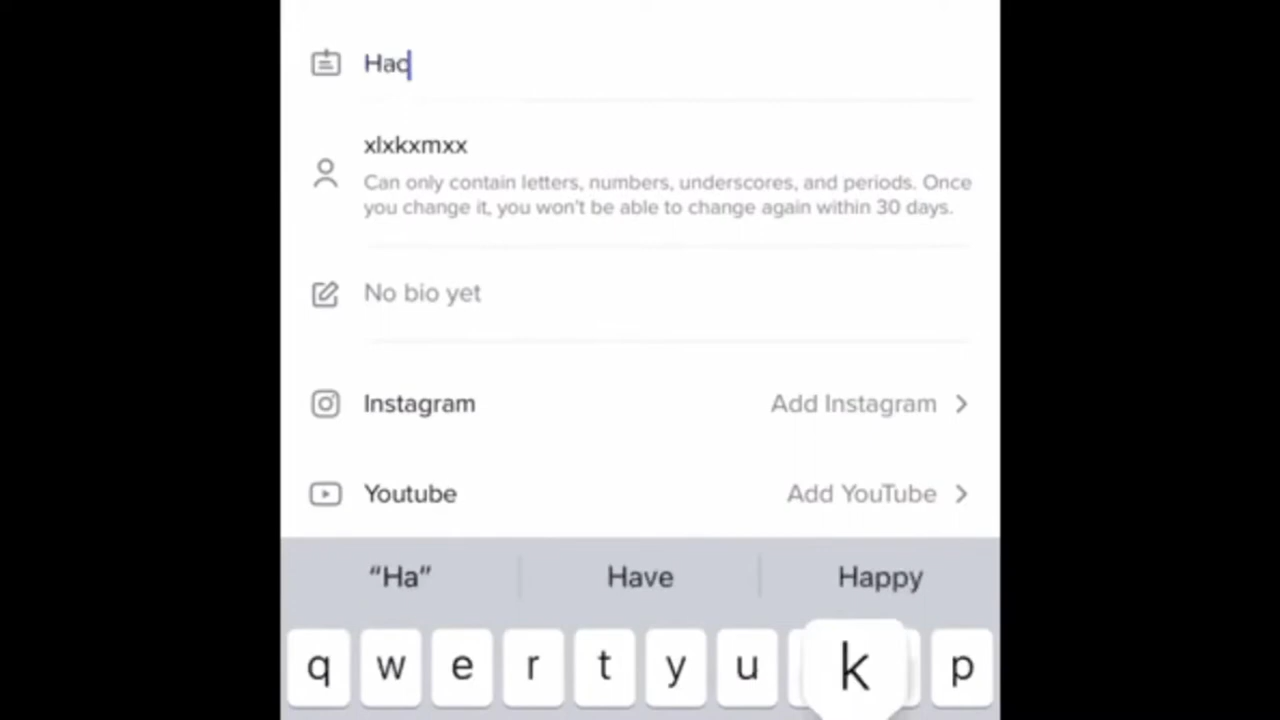 Hac
xlxkxmxx
Can only contain letters, numbers, underscores, and periods. Once
you change it, you won't be able to change again within 30 days.
No bio yet
Instagram Add Instagram
Youtube Add YouTube
“Ha” Have Happy
q w e r t y u k p